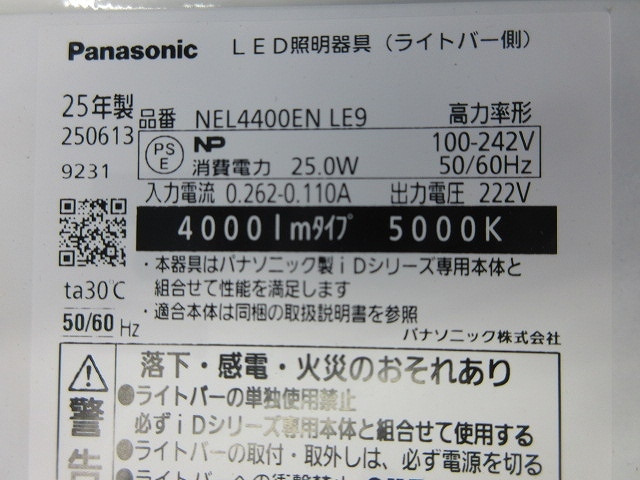 Panasonic LED照明器具(ライトバー側)
25年製 品番 NEL4400EN LE9 高力率形
250613 PS E NP 100-242V
9231 消費電力 25.0W 50/60Hz
入力電流 0.262-0.110A 出力電圧 222V
4000lmタイプ 5000K
・本器具はパナソニック製iDシリーズ専用本体と
ta30℃ 組合せて性能を満足します
50/60 Hz ・適合本体は同梱の取扱説明書を参照
パナソニック株式会社
警告
落下・感電・火災のおそれあり
●ライトバーの単独使用禁止
必ずiDシリーズ専用本体と組合せて使用する
●ライトバーの取付・取外しは、必ず電源を切る